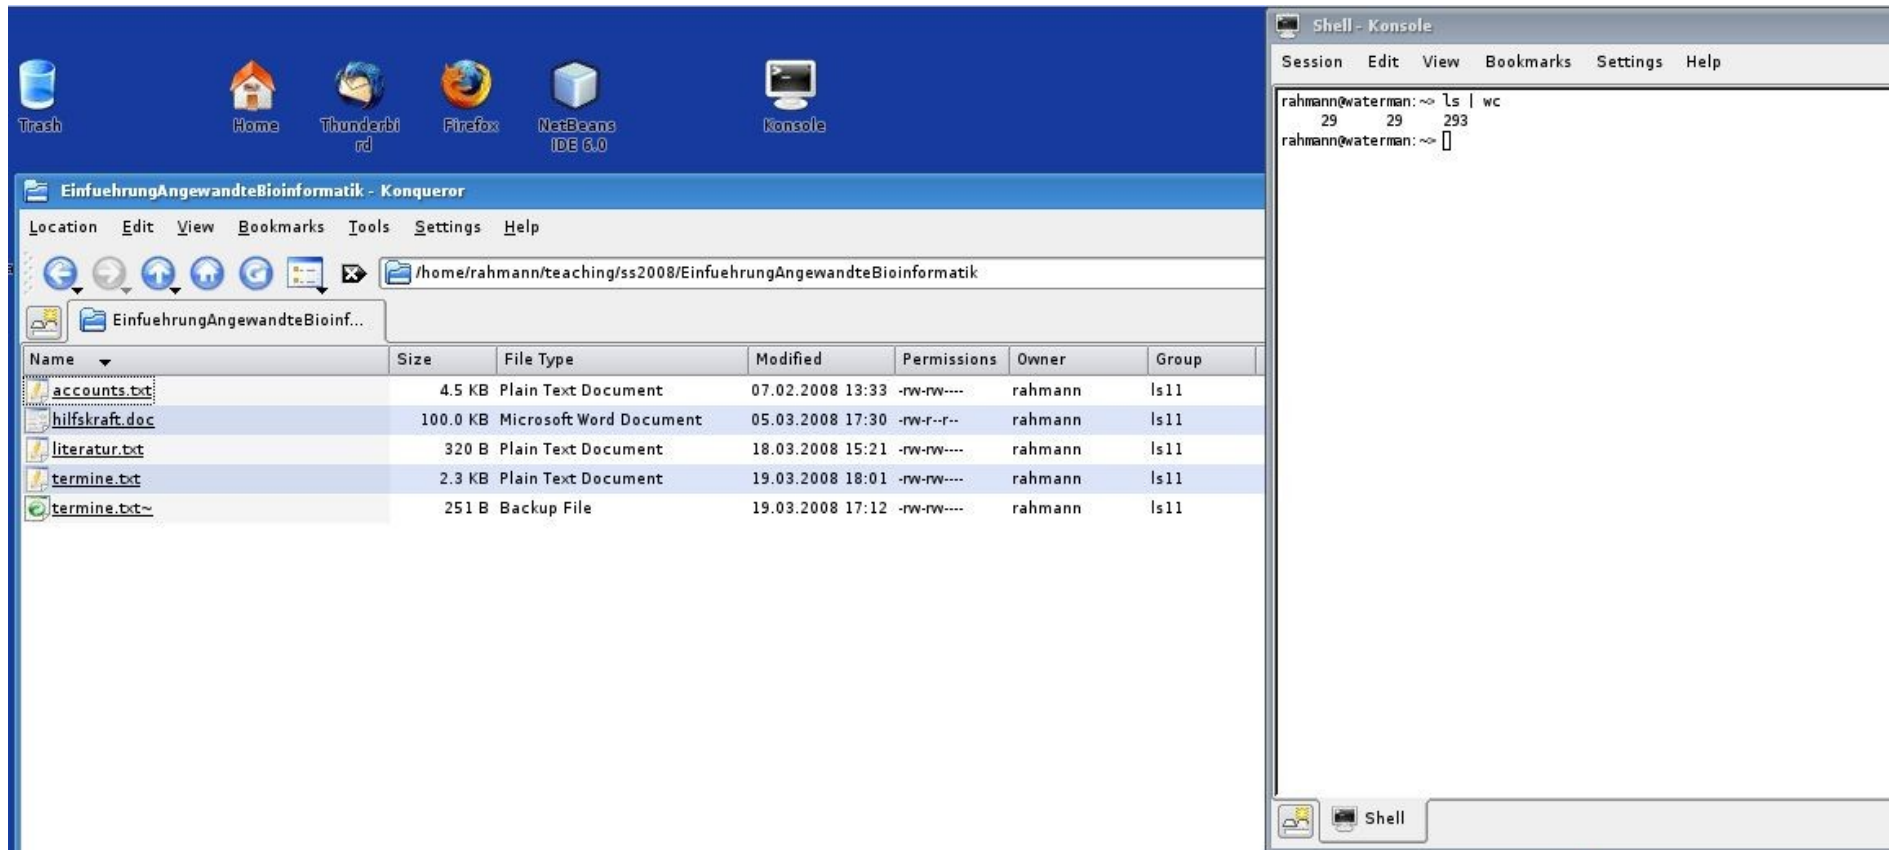 Trash
Home
Thunderbi
rd
Firefox
NetBeans
IDE 6.0
Konsole
EinfuehrungAngewandteBioinformatik - Konqueror
Location Edit View Bookmarks Tools Settings Help
/home/rahmann/teaching/ss2008/EinfuehrungAngewandteBioinformatik
EinfuehrungAngewandteBioinf...
Name Size File Type Modified Permissions Owner Group
accounts.txt 4.5 KB Plain Text Document 07.02.2008 13:33 -rw-rw---- rahmann ls11
hilfskraft.doc 100.0 KB Microsoft Word Document 05.03.2008 17:30 -rw-r--r-- rahmann ls11
literatur.txt 320 B Plain Text Document 18.03.2008 15:21 -rw-rw---- rahmann ls11
termine.txt 2.3 KB Plain Text Document 19.03.2008 18:01 -rw-rw---- rahmann ls11
termine.txt~ 251 B Backup File 19.03.2008 17:12 -rw-rw---- rahmann ls11
Shell - Konsole
Session Edit View Bookmarks Settings Help
rahmann@waterman:~> ls | wc
29 29 293
rahmann@waterman:~>
Shell